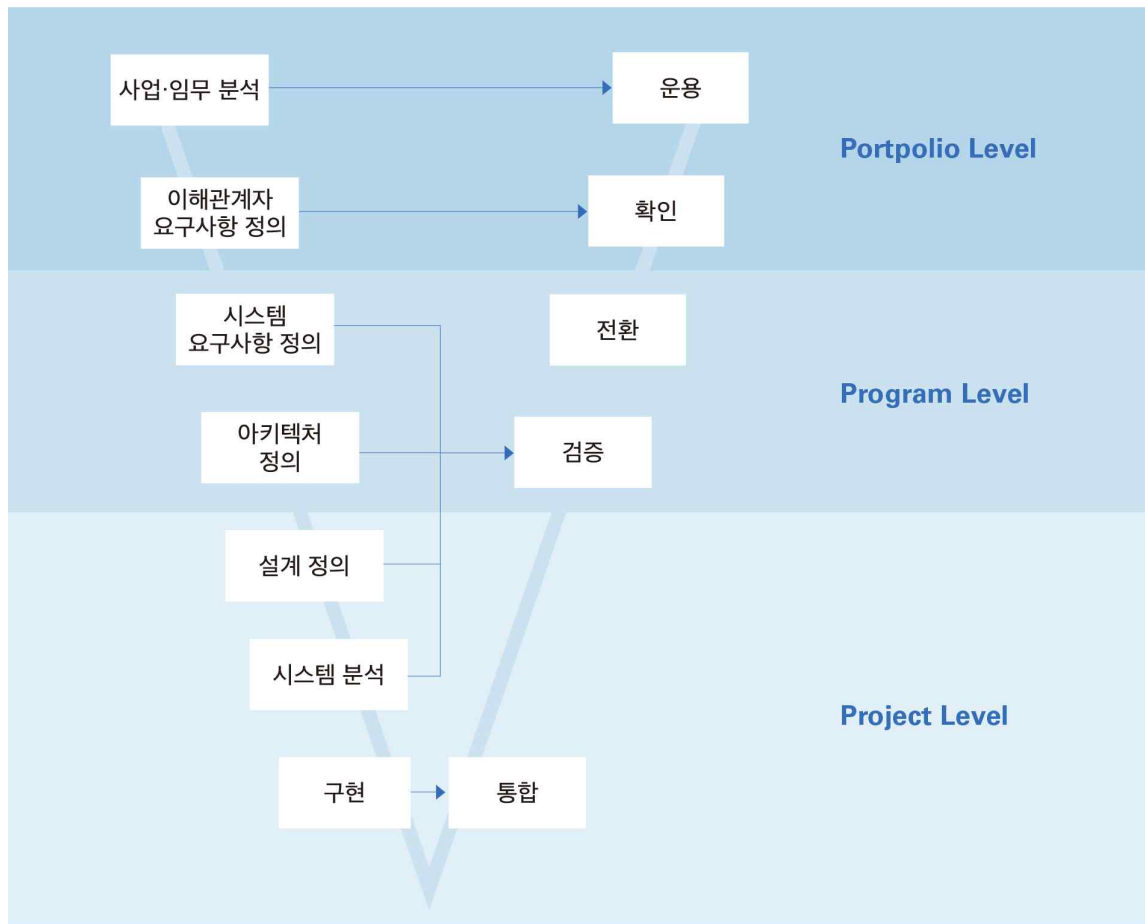 사업·임무 분석
운용
Portpolio Level
이해관계자
요구사항 정의
확인
시스템
요구사항 정의
전환
Program Level
아키텍처
정의
검증
설계 정의
시스템 분석
Project Level
구현
통합